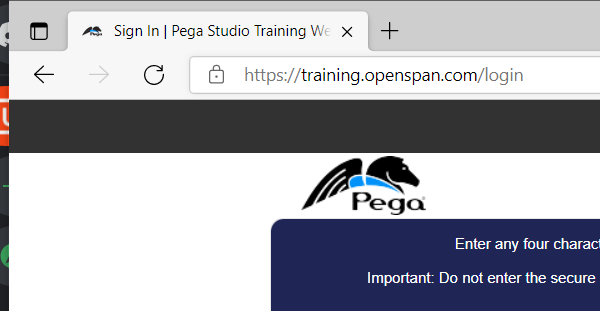 Sign In | Pega Studio Training We
https://training.openspan.com/login
Pega
Enter any four charact
Important: Do not enter the secure